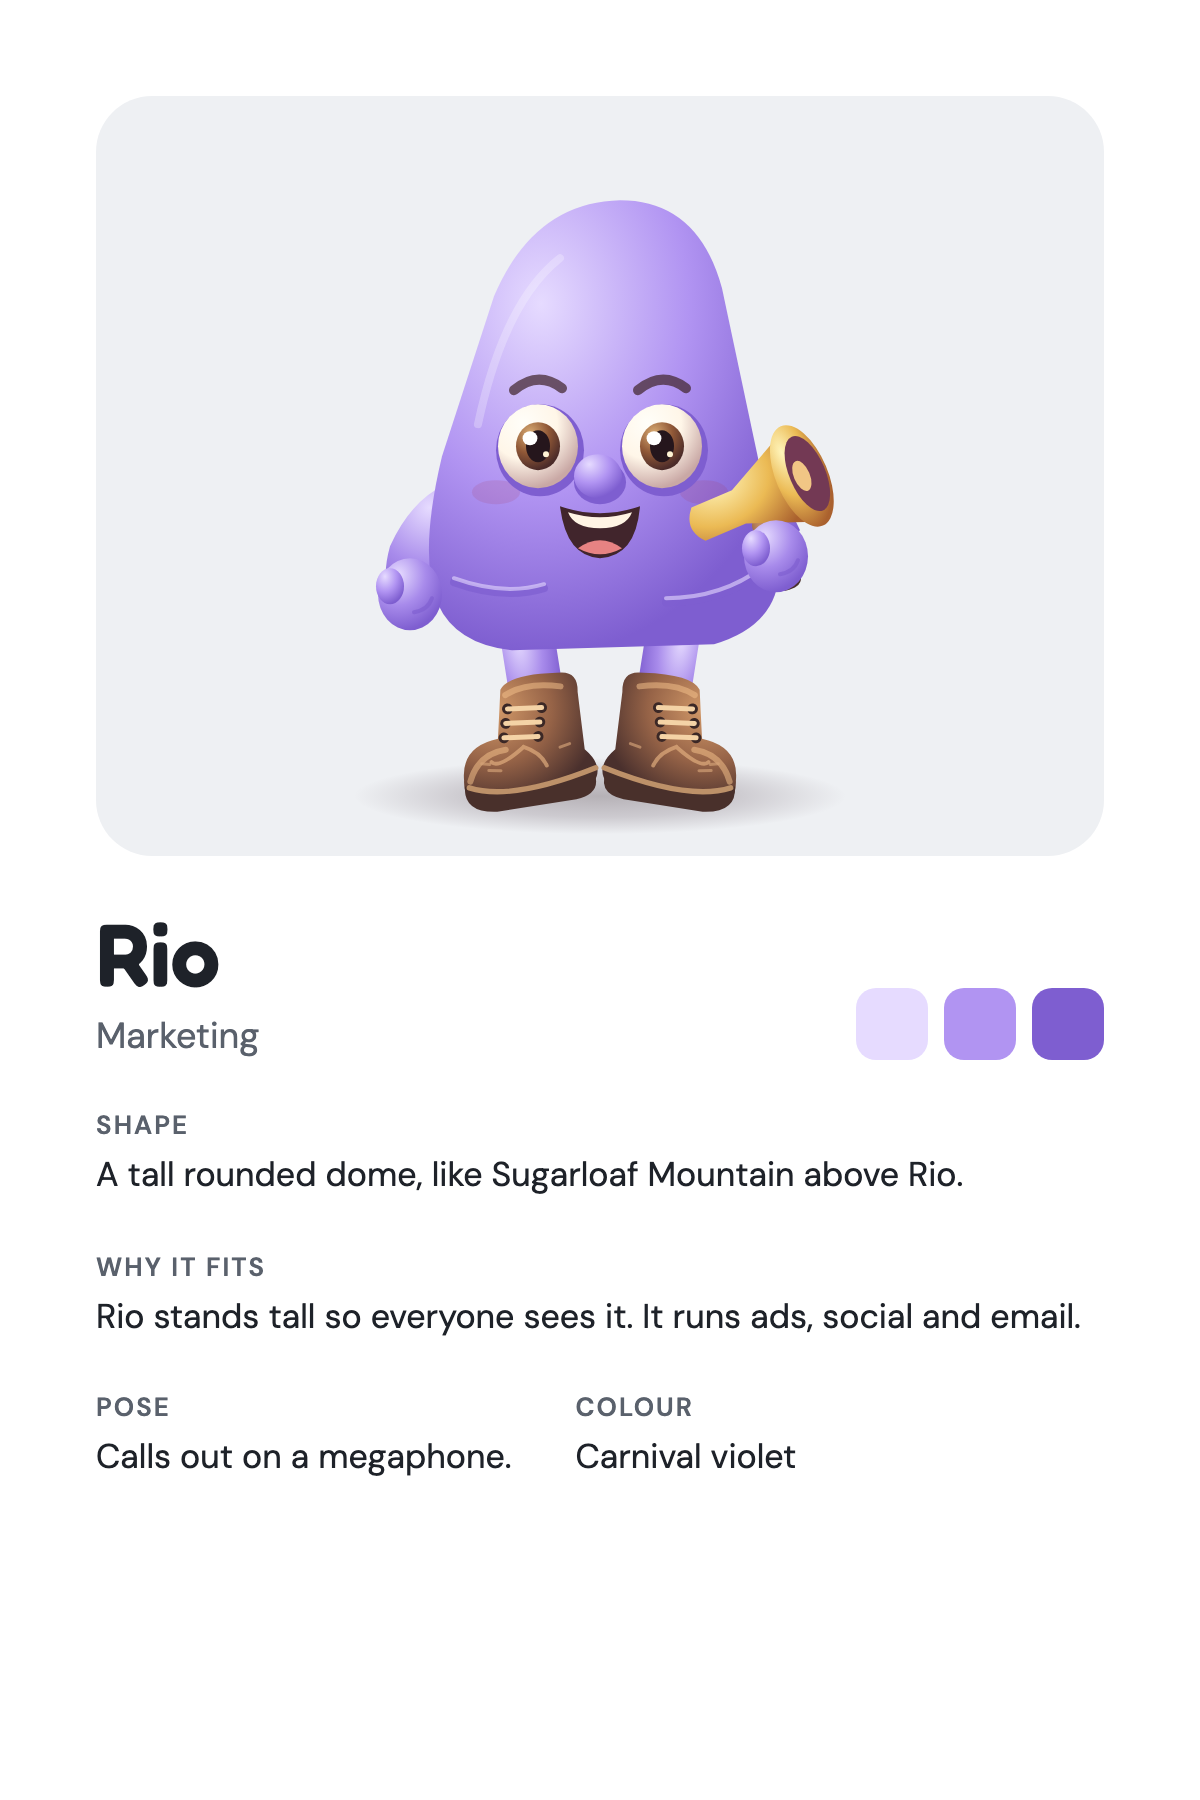 Rio
Marketing
SHAPE
A tall rounded dome, like Sugarloaf Mountain above Rio.
WHY IT FITS
Rio stands tall so everyone sees it. It runs ads, social and email.
POSE
Calls out on a megaphone.
COLOUR
Carnival violet